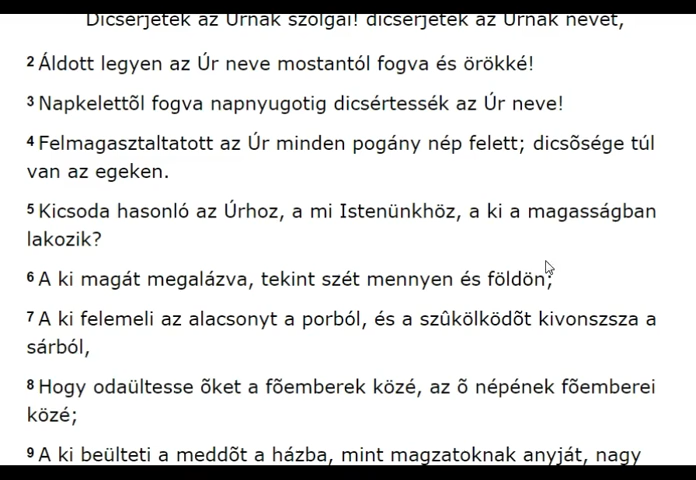 Dicsérjétek az Úrnak szolgái! dicsérjétek az Úrnak nevét,
2 Áldott legyen az Úr neve mostantól fogva és örökké!
3 Napkelettõl fogva napnyugotig dicsértessék az Úr neve!
4 Felmagasztaltatott az Úr minden pogány nép felett; dicsõsége túl
van az egeken.
5 Kicsoda hasonló az Úrhoz, a mi Istenünkhöz, a ki a magasságban
lakozik?
6 A ki magát megalázva, tekint szét mennyen és földön;
7 A ki felemeli az alacsonyt a porból, és a szûkölködõt kivonszsza a
sárból,
8 Hogy odaültesse õket a fõemberek közé, az õ népének fõemberei
közé;
9 A ki beülteti a meddõt a házba, mint magzatoknak anyját, nagy